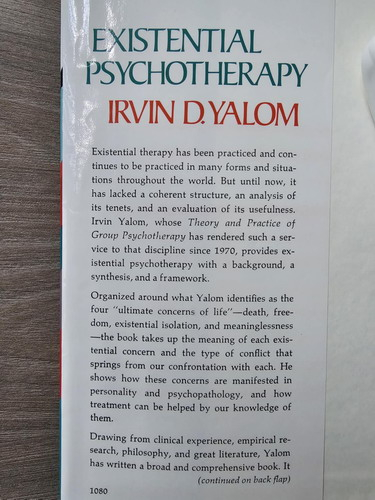 EXISTENTIAL
PSYCHOTHERAPY
IRVIN D. YALOM
Existential therapy has been practiced and con-
tinues to be practiced in many forms and situa-
tions throughout the world. But until now, it
has lacked a coherent structure, an analysis of
its tenets, and an evaluation of its usefulness.
Irvin Yalom, whose Theory and Practice of
Group Psychotherapy has rendered such a ser-
vice to that discipline since 1970, provides ex-
istential psychotherapy with a background, a
synthesis, and a framework.
Organized around what Yalom identifies as the
four "ultimate concerns of life"—death, free-
dom, existential isolation, and meaninglessness
—the book takes up the meaning of each exis-
tential concern and the type of conflict that
springs from our confrontation with each. He
shows how these concerns are manifested in
personality and psychopathology, and how
treatment can be helped by our knowledge of
them.
Drawing from clinical experience, empirical re-
search, philosophy, and great literature, Yalom
has written a broad and comprehensive book. It
(continued on back flap)
1080